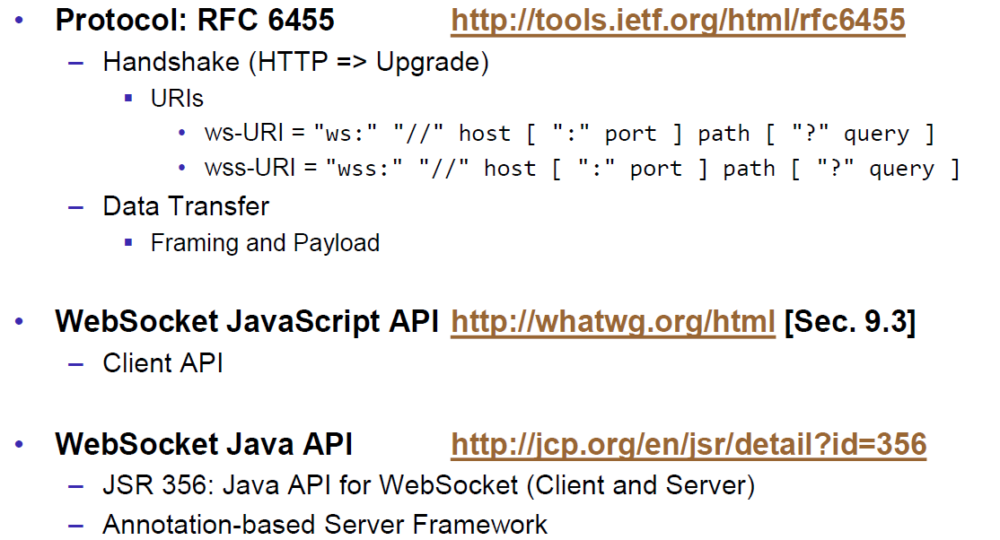 • Protocol: RFC 6455 http://tools.ietf.org/html/rfc6455
– Handshake (HTTP => Upgrade)
▪ URIs
• ws-URI = "ws:" "//" host [ ":" port ] path [ "?" query ]
• wss-URI = "wss:" "//" host [ ":" port ] path [ "?" query ]
– Data Transfer
▪ Framing and Payload
• WebSocket JavaScript API http://whatwg.org/html [Sec. 9.3]
– Client API
• WebSocket Java API http://jcp.org/en/jsr/detail?id=356
– JSR 356: Java API for WebSocket (Client and Server)
– Annotation-based Server Framework